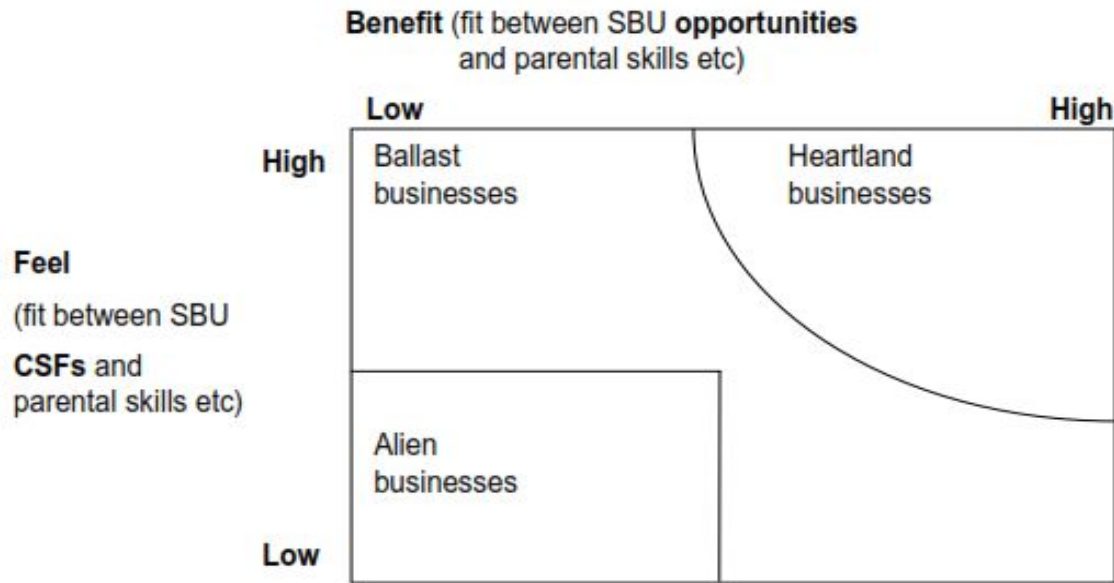 Benefit (fit between SBU opportunities
and parental skills etc)
Low
High
High
Ballast
businesses
Heartland
businesses
Feel
(fit between SBU
CSFs and
parental skills etc)
Alien
businesses
Low